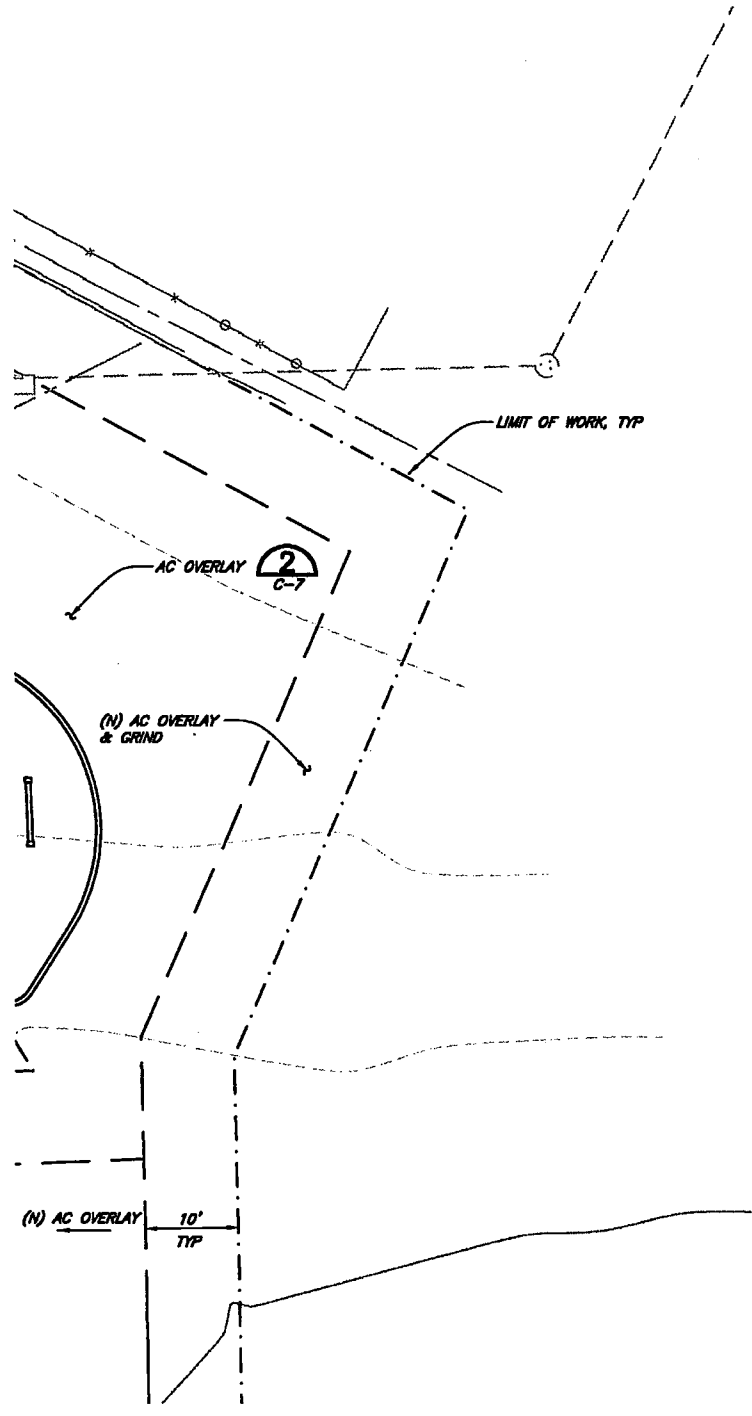 LIMIT OF WORK, TYP
AC OVERLAY
2
C-7
(N) AC OVERLAY
& GRIND
(N) AC OVERLAY
10'
TYP